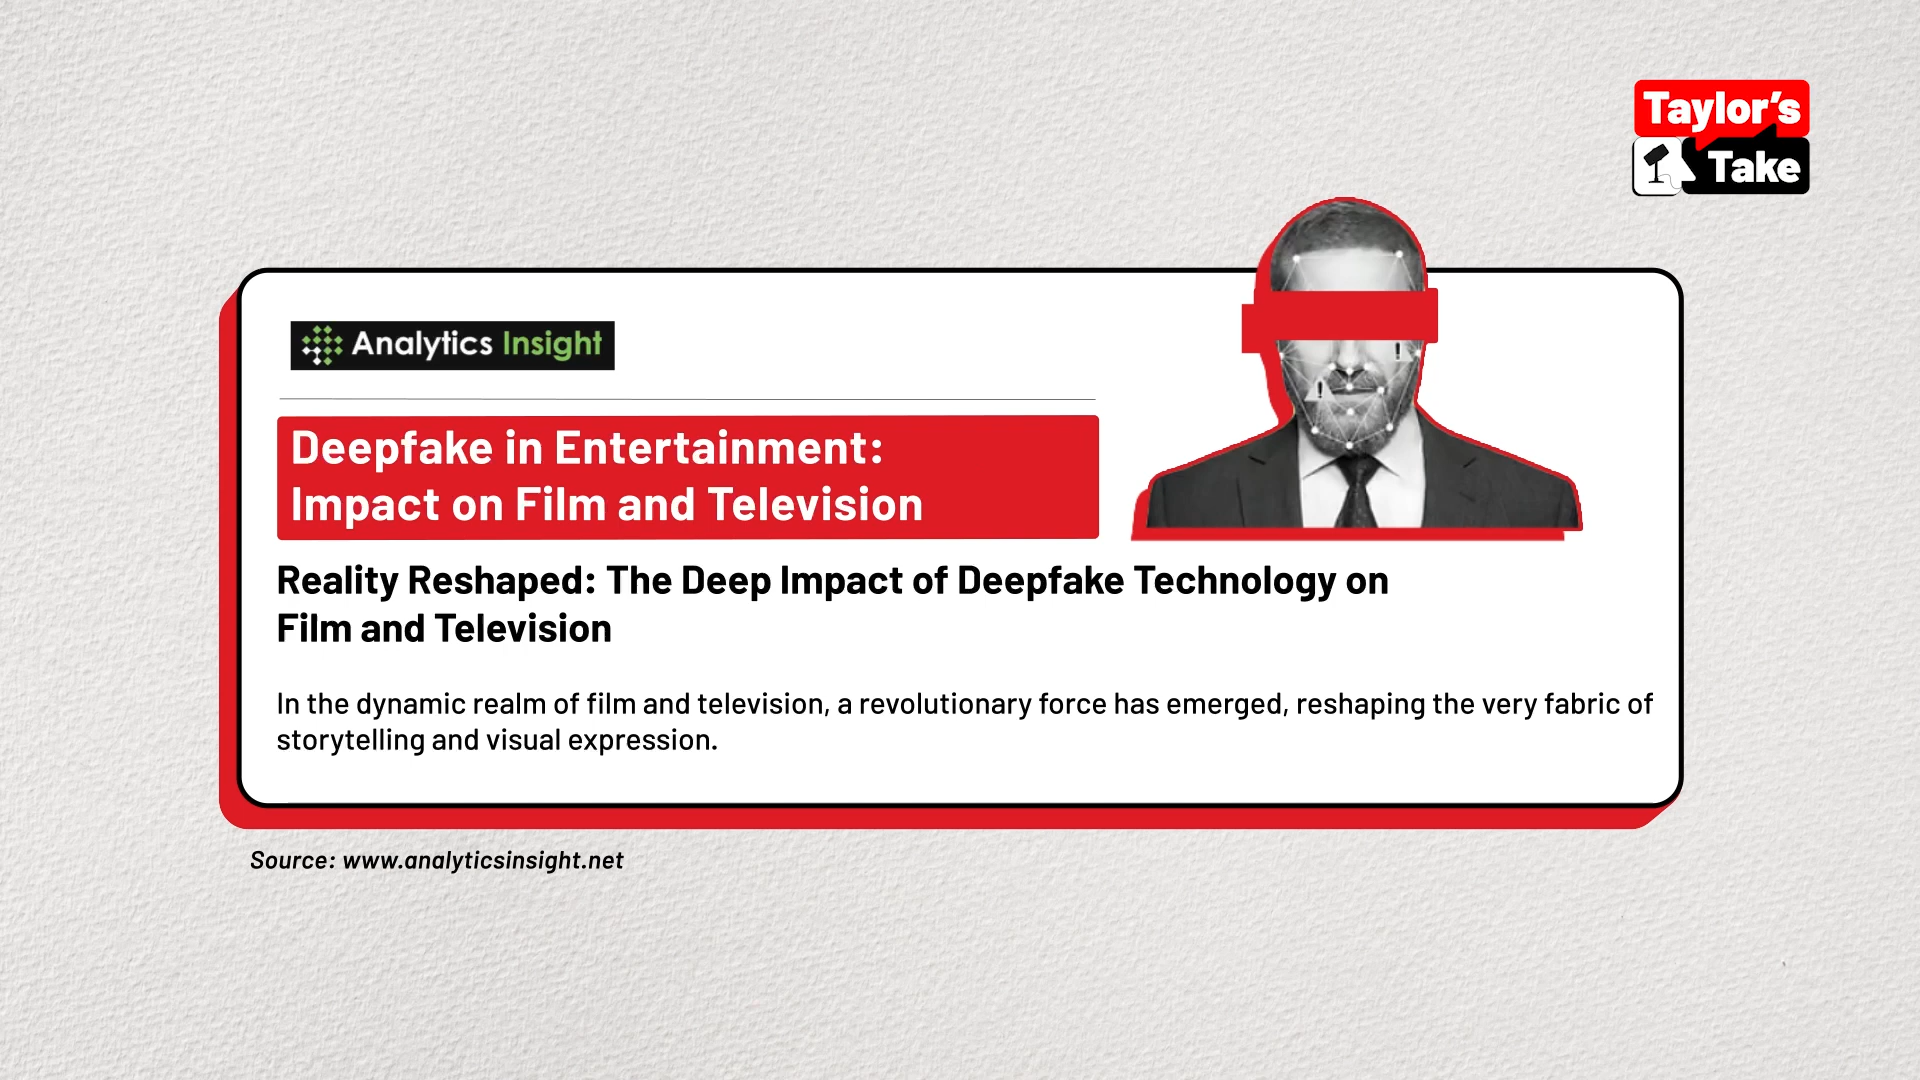 Taylor's
Take
Analytics Insight
Deepfake in Entertainment:
Impact on Film and Television
Reality Reshaped: The Deep Impact of Deepfake Technology on
Film and Television
In the dynamic realm of film and television, a revolutionary force has emerged, reshaping the very fabric of
storytelling and visual expression.
Source: www.analyticsinsight.net